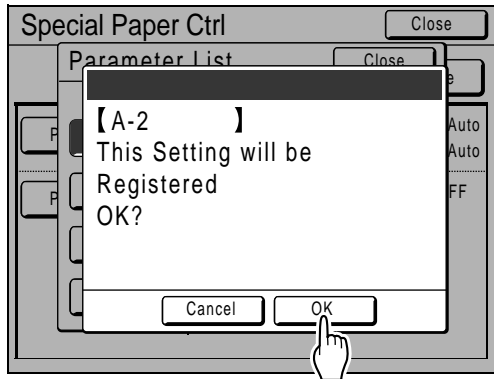 Special Paper Ctrl
Close
Parameter List
Close
e
P
Auto
Auto
P
FF
【A-2 】
This Setting will be
Registered
OK?
Cancel
OK